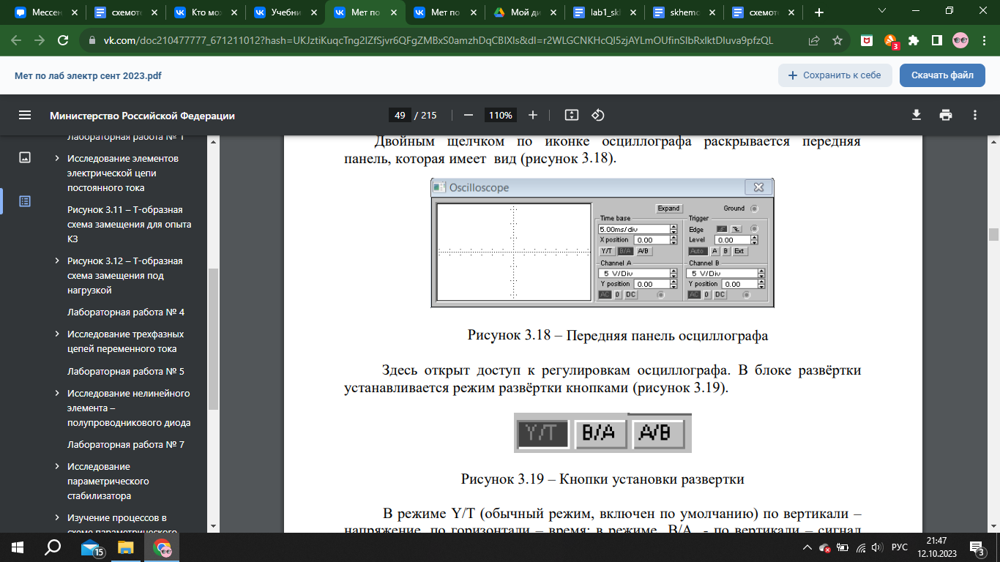 Мессен
схемоте
Кто мож
Учебни
Мет по
Мет по
Мой ди
lab1_skl
skhemo
схемоте
vk.com/doc210477777_671211012?hash=UKJztiKuqcTng2lZfSjvr6QFgZMBxS0amzhDqCBIXIs&dl=r2WLGCNKHcQI5zjAYLmOUfinSIbRxlktDIuva9pfzQL
3
Мет по лаб электр сент 2023.pdf
Сохранить к себе
Скачать файл
Министерство Российской Федерации
49 / 215
110%
Лабораторная работа № 1
Исследование элементов
электрической цепи
постоянного тока
Рисунок 3.11 – Т-образная
схема замещения для опыта
КЗ
Рисунок 3.12 – Т-образная
схема замещения под
нагрузкой
Лабораторная работа № 4
Исследование трехфазных
цепей переменного тока
Лабораторная работа № 5
Исследование нелинейного
элемента –
полупроводникового диода
Лабораторная работа № 7
Исследование
параметрического
стабилизатора
Изучение процессов в
схеме параметрического
Двойным щелчком по иконке осциллографа раскрывается передняя
панель, которая имеет вид (рисунок 3.18).
Oscilloscope
Expand
Ground
Time base
5.00ms/div
X position 0.00
Y/T B/A A/B
Trigger
Edge
Level 0.00
Auto A B Ext
Channel A
5 V/Div
Y position 0.00
AC 0 DC
Channel B
5 V/Div
Y position 0.00
AC 0 DC
Рисунок 3.18 – Передняя панель осциллографа
Здесь открыт доступ к регулировкам осциллографа. В блоке развёртки
устанавливается режим развёртки кнопками (рисунок 3.19).
Y/T B/A A/B
Рисунок 3.19 – Кнопки установки развертки
В режиме Y/T (обычный режим, включен по умолчанию) по вертикали –
напряжение, по горизонтали – время; в режиме B/A - по вертикали – сигнал
15
РУС
21:47
12.10.2023
3